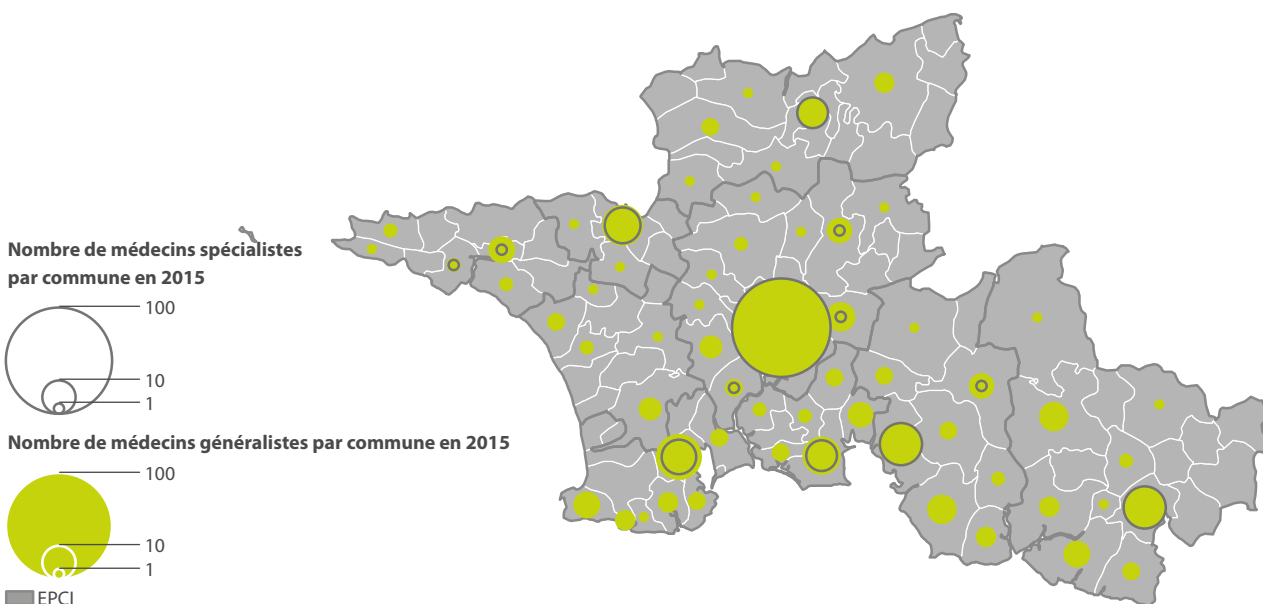 Nombre de médecins spécialistes
par commune en 2015
100
10
1
Nombre de médecins généralistes par commune en 2015
100
10
1
EPCI